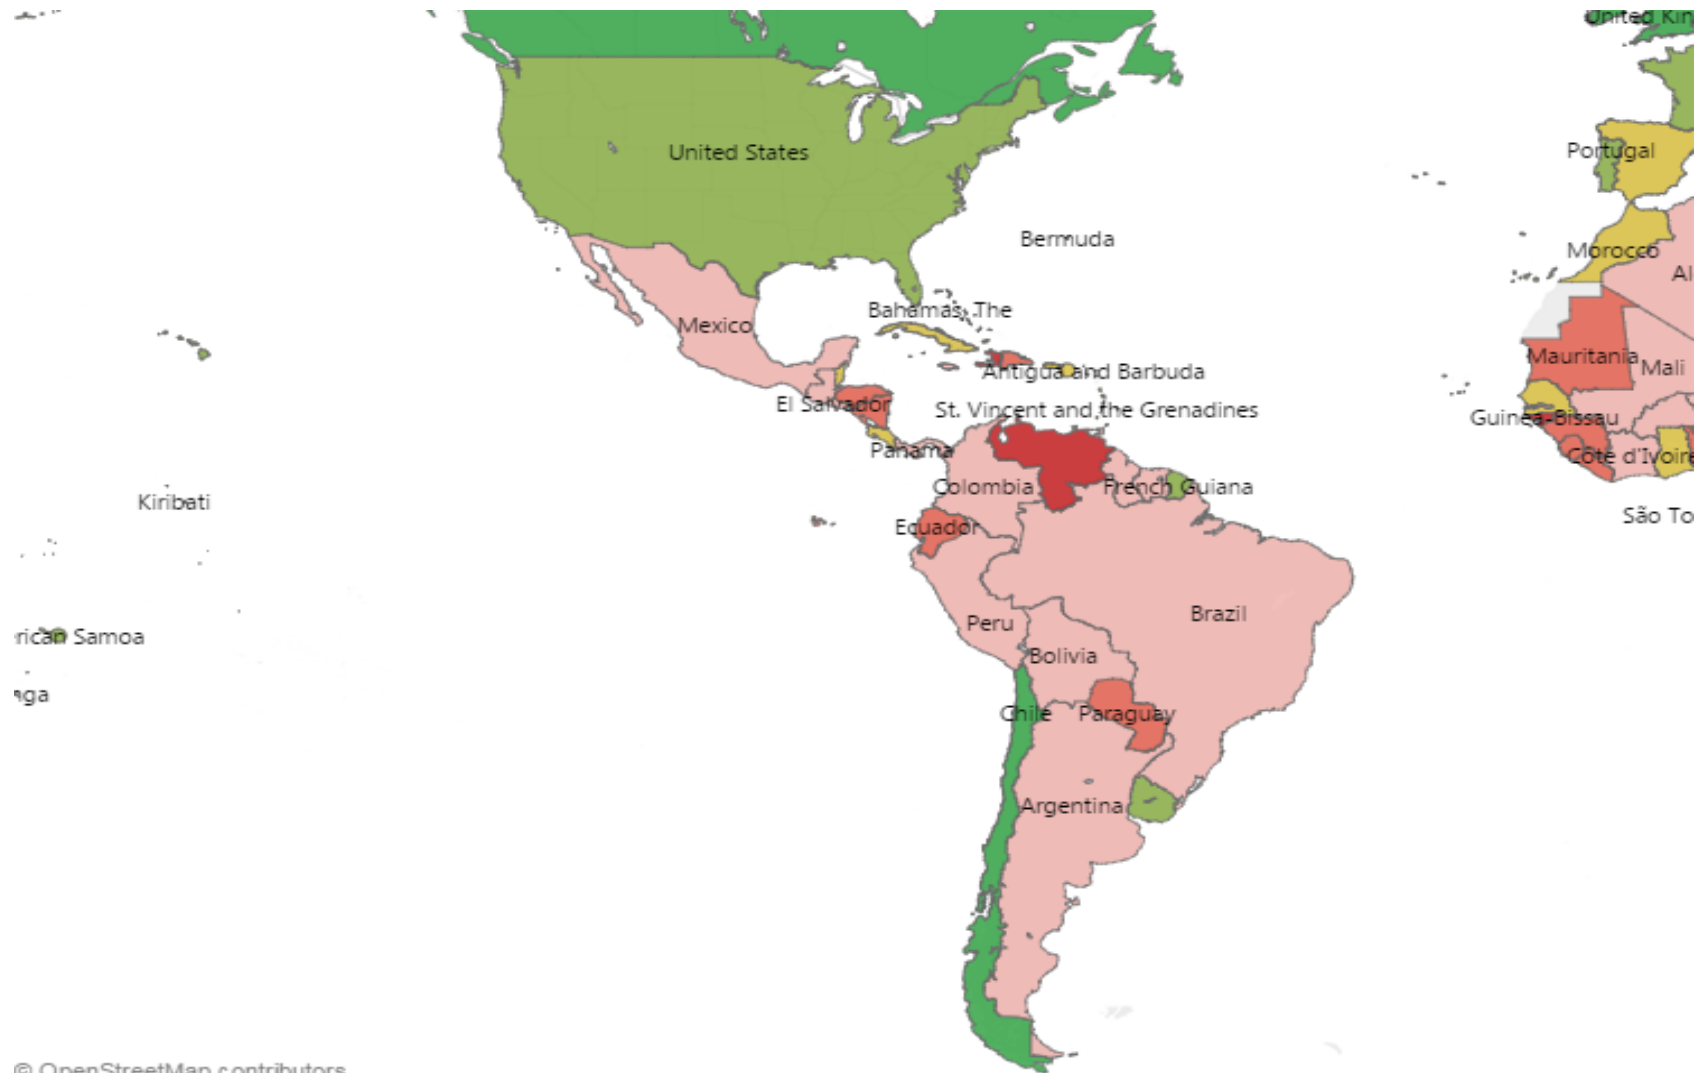 United Kin
United States
Portugal
Bermuda
Morocco
Al
Bahamas, The
Mexico
Mauritania
Mali
Antigua and Barbuda
El Salvador
St. Vincent and the Grenadines
Guinea-Bissau
Panama
Côte d'Ivoire
Colombia
French Guiana
Kiribati
São To
Ecuador
Brazil
Peru
rican Samoa
Bolivia
nga
Chile
Paraguay
Argentina
© OpenStreetMap contributors